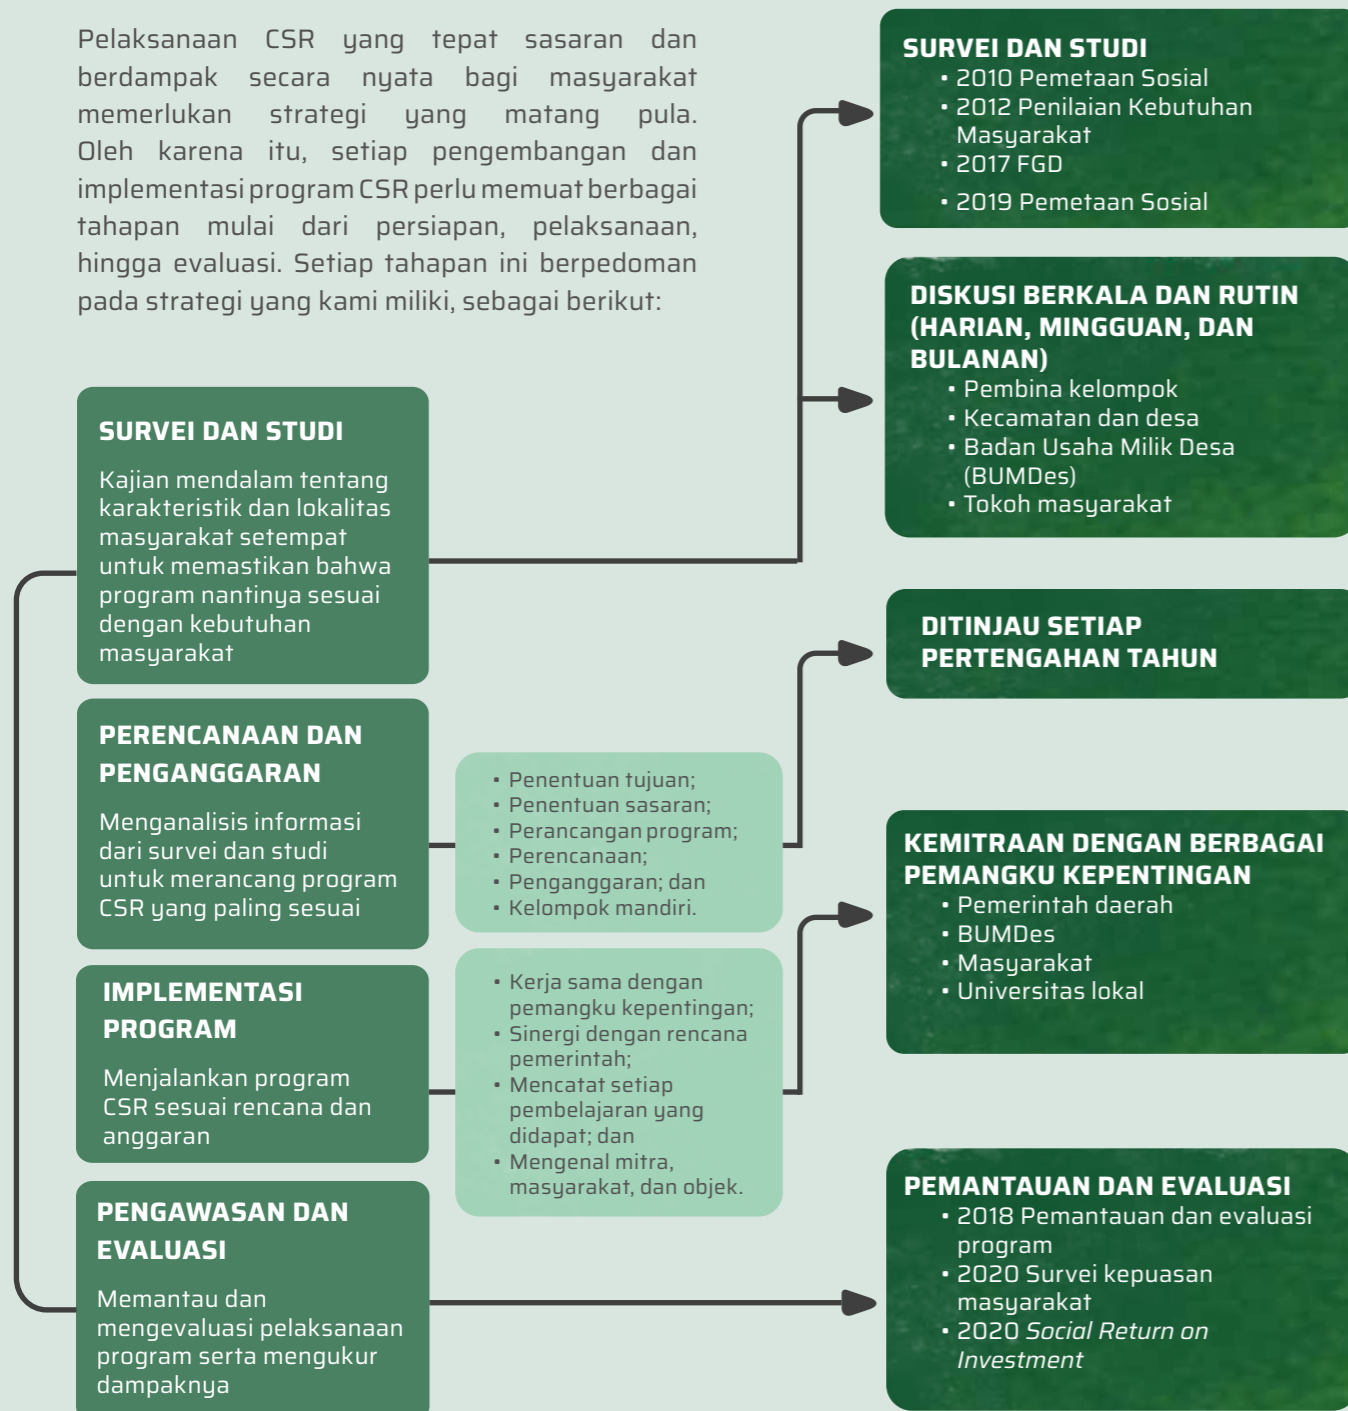 Pelaksanaan CSR yang tepat sasaran dan
berdampak secara nyata bagi masyarakat
memerlukan strategi yang matang pula.
Oleh karena itu, setiap pengembangan dan
implementasi program CSR perlu memuat berbagai
tahapan mulai dari persiapan, pelaksanaan,
hingga evaluasi. Setiap tahapan ini berpedoman
pada strategi yang kami miliki, sebagai berikut:
SURVEI DAN STUDI
Kajian mendalam tentang
karakteristik dan lokalitas
masyarakat setempat
untuk memastikan bahwa
program nantinya sesuai
dengan kebutuhan
masyarakat
SURVEI DAN STUDI
• 2010 Pemetaan Sosial
• 2012 Penilaian Kebutuhan
Masyarakat
• 2017 FGD
• 2019 Pemetaan Sosial
DISKUSI BERKALA DAN RUTIN
(HARIAN, MINGGUAN, DAN
BULANAN)
• Pembina kelompok
• Kecamatan dan desa
• Badan Usaha Milik Desa
(BUMDes)
• Tokoh masyarakat
PERENCANAAN DAN
PENGANGGARAN
Menganalisis informasi
dari survei dan studi
untuk merancang program
CSR yang paling sesuai
• Penentuan tujuan;
• Penentuan sasaran;
• Perancangan program;
• Perencanaan;
• Penganggaran; dan
• Kelompok mandiri.
DITINJAU SETIAP
PERTENGAHAN TAHUN
IMPLEMENTASI
PROGRAM
Menjalankan program
CSR sesuai rencana dan
anggaran
• Kerja sama dengan
pemangku kepentingan;
• Sinergi dengan rencana
pemerintah;
• Mencatat setiap
pembelajaran yang
didapat; dan
• Mengenal mitra,
masyarakat, dan objek.
KEMITRAAN DENGAN BERBAGAI
PEMANGKU KEPENTINGAN
• Pemerintah daerah
• BUMDes
• Masyarakat
• Universitas lokal
PENGAWASAN DAN
EVALUASI
Memantau dan
mengevaluasi pelaksanaan
program serta mengukur
dampaknya
PEMANTAUAN DAN EVALUASI
• 2018 Pemantauan dan evaluasi
program
• 2020 Survei kepuasan
masyarakat
• 2020 Social Return on
Investment